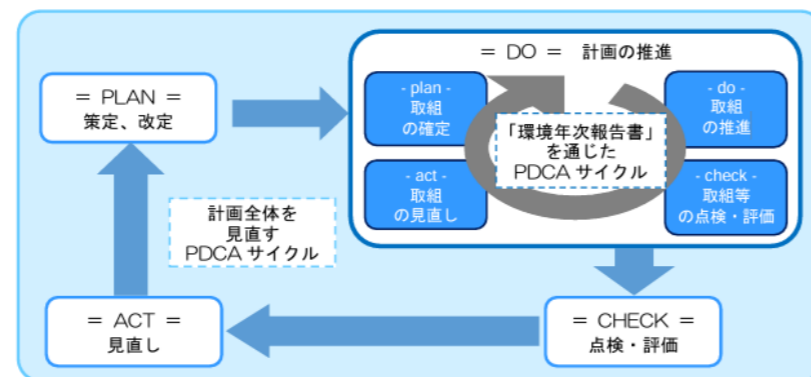 = PLAN =
策定、改定
= DO = 計画の推進
- plan -
取組
の確定
- do -
取組
の推進
「環境年次報告書」
を通じた
PDCA サイクル
- act -
取組
の見直し
- check -
取組等
の点検・評価
計画全体を
見直す
PDCA サイクル
= ACT =
見直し
= CHECK =
点検・評価